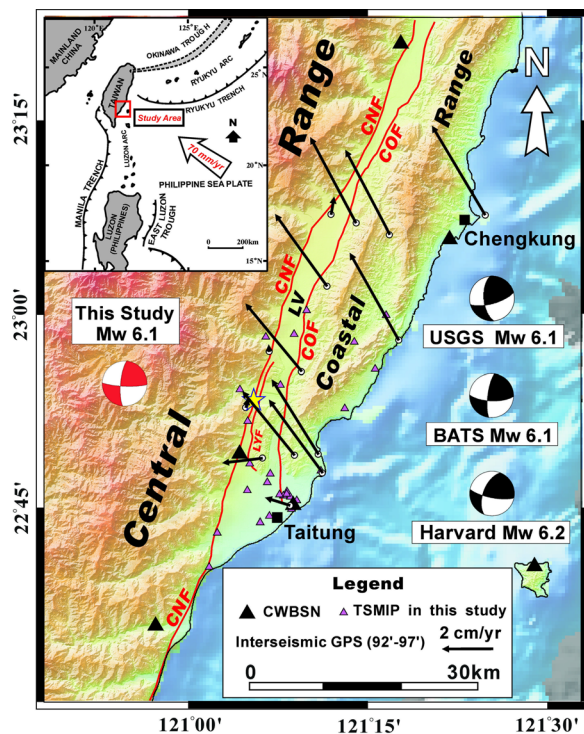 120°E
125°E
MAINLAND
CHINA
OKINAWA TROUGH
RYUKYU ARC
25°N
RYUKYU TRENCH
TAIWAN
Study Area
N
LUZON ARC
70 mm/yr
20°N
PHILIPPINE SEA PLATE
MANILA TRENCH
LUZON
(PHILIPPINES)
EAST LUZON
TROUGH
0
200km
15°N
23°15'
23°00'
22°45'
N
Central
Range
Coastal
Range
CNF
COF
CNF
LV
COF
LYF
CNF
Chengkung
Taitung
This Study
Mw 6.1
USGS Mw 6.1
BATS Mw 6.1
Harvard Mw 6.2
Legend
CWBSN
TSMIP in this study
Interseismic GPS (92'-97')
2 cm/yr
0
30km
121°00'
121°15'
121°30'